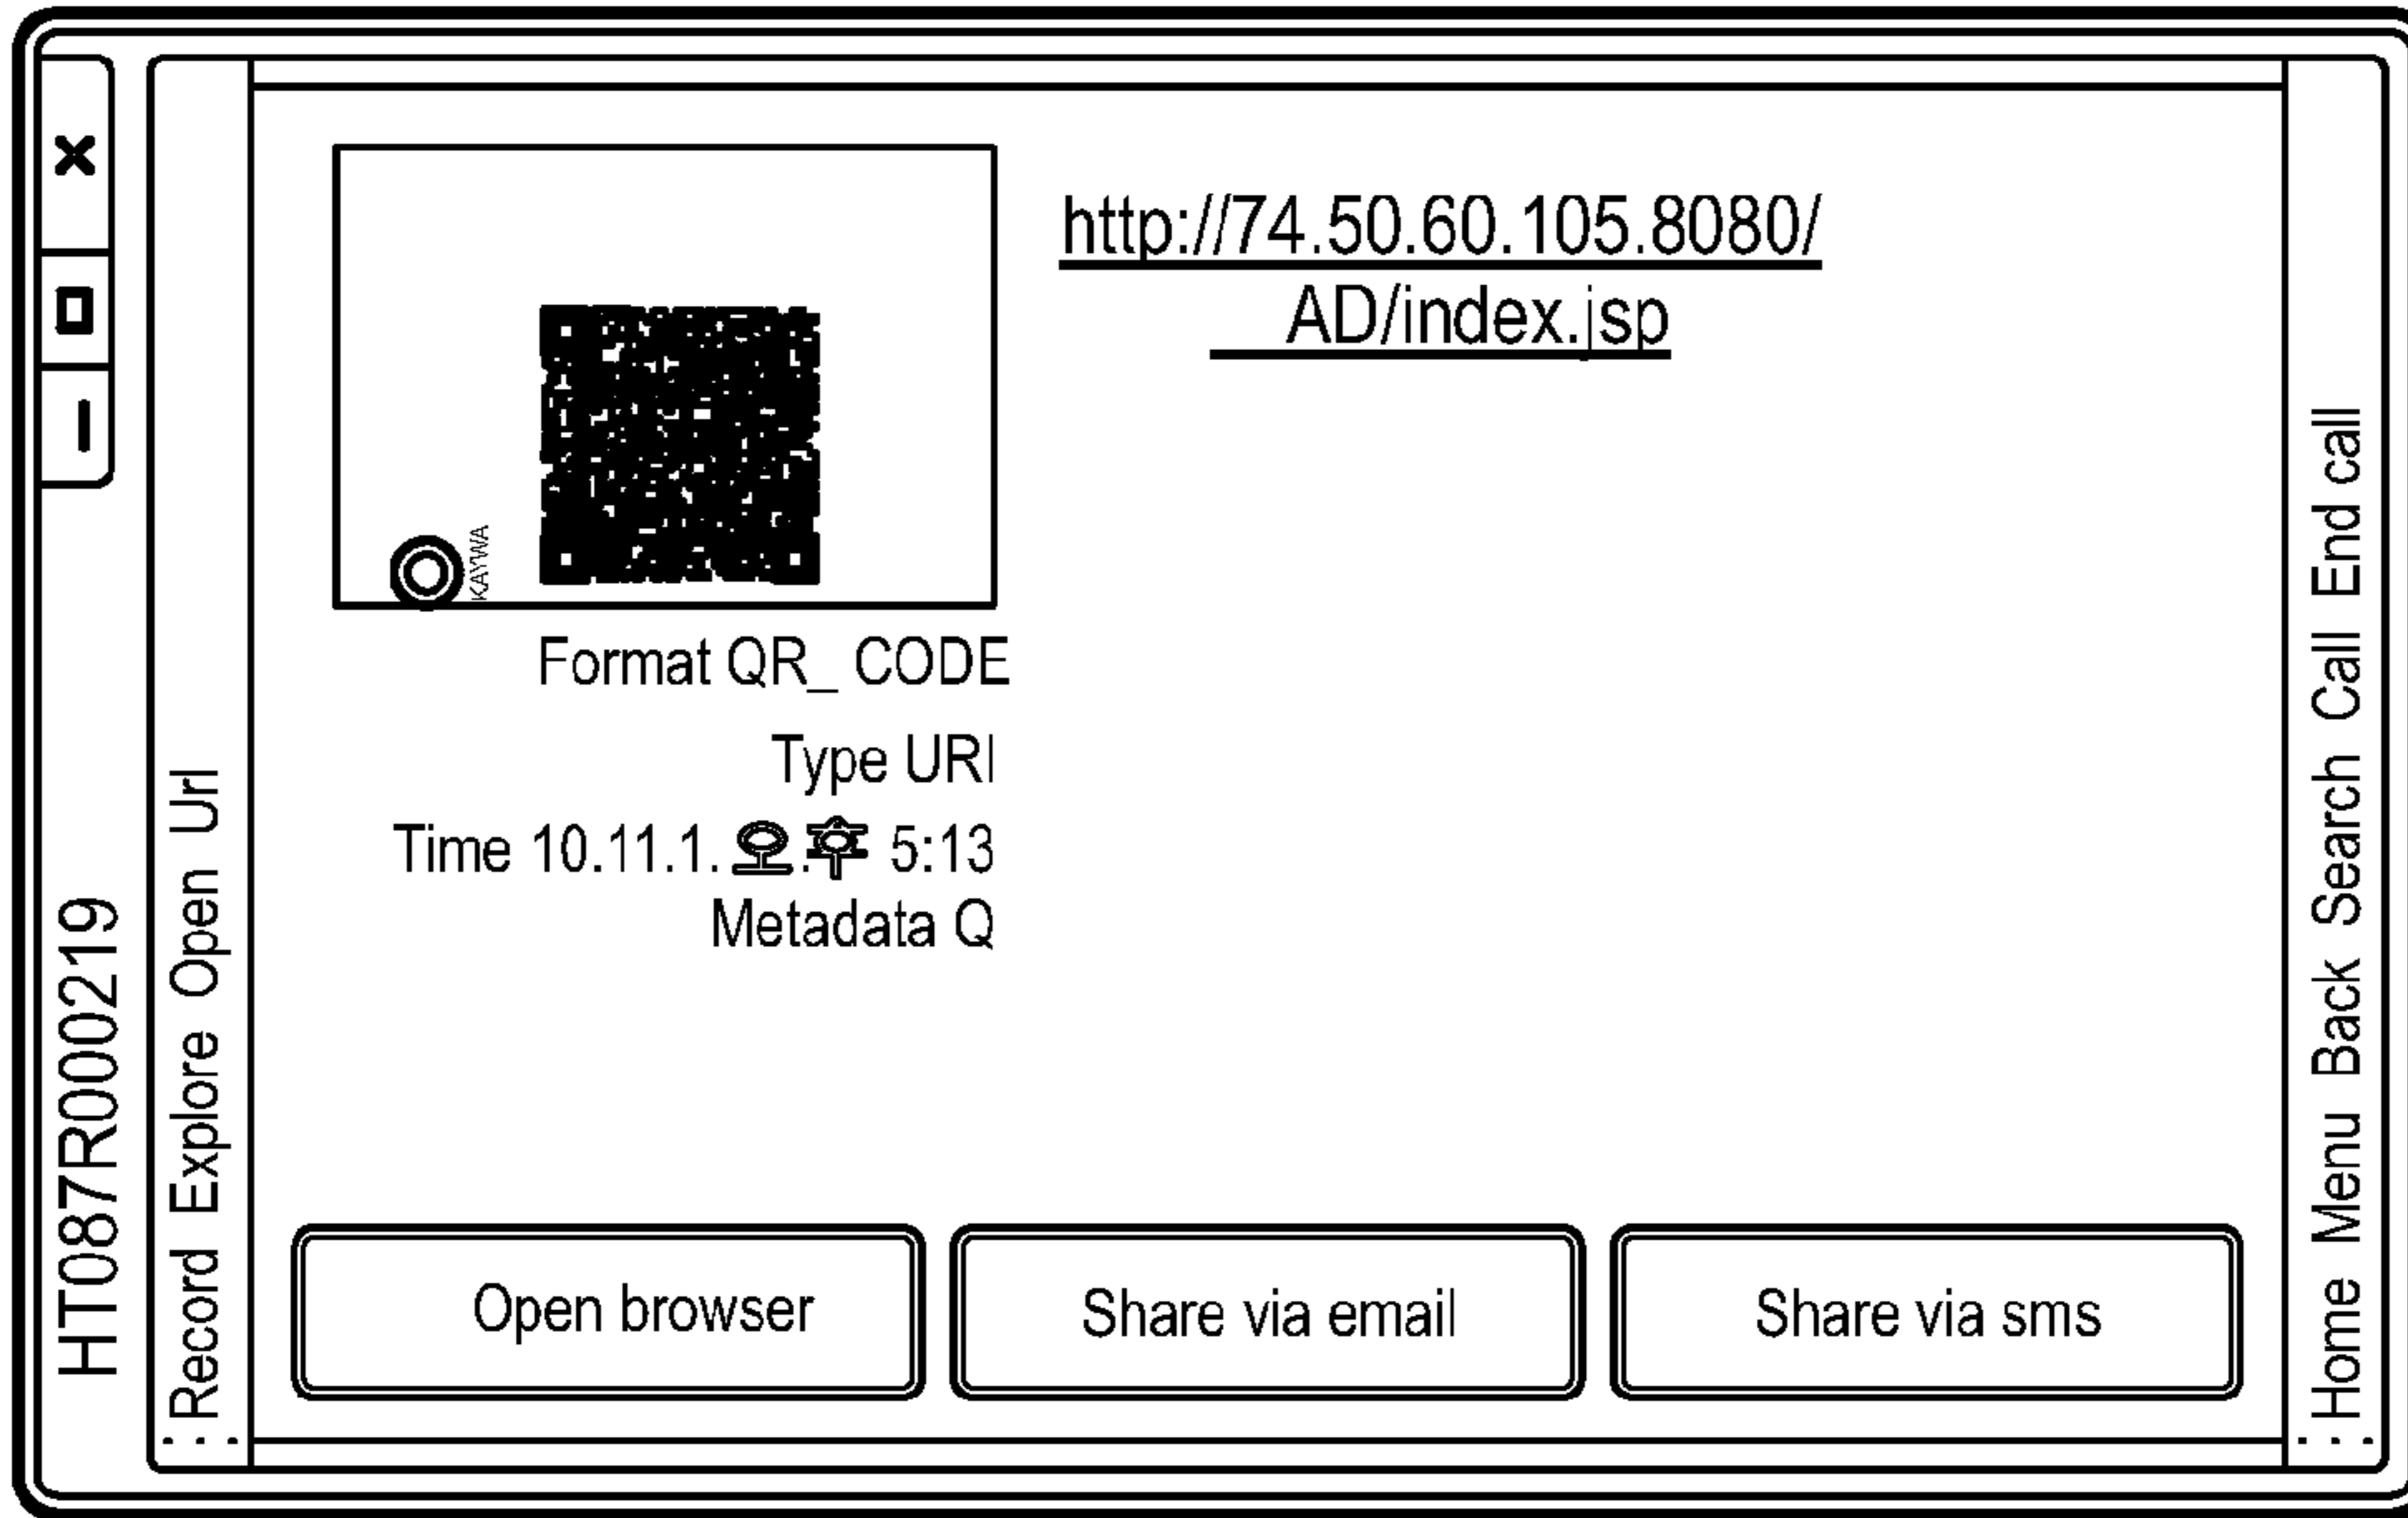 HT087R000219
Record Explore Open Url
KAYWA
http://74.50.60.105.8080/
AD/index.jsp
Format QR_ CODE
Type URI
Time 10.11.1.오.후 5:13
Metadata Q
Open browser
Share via email
Share via sms
Home Menu Back Search Call End call